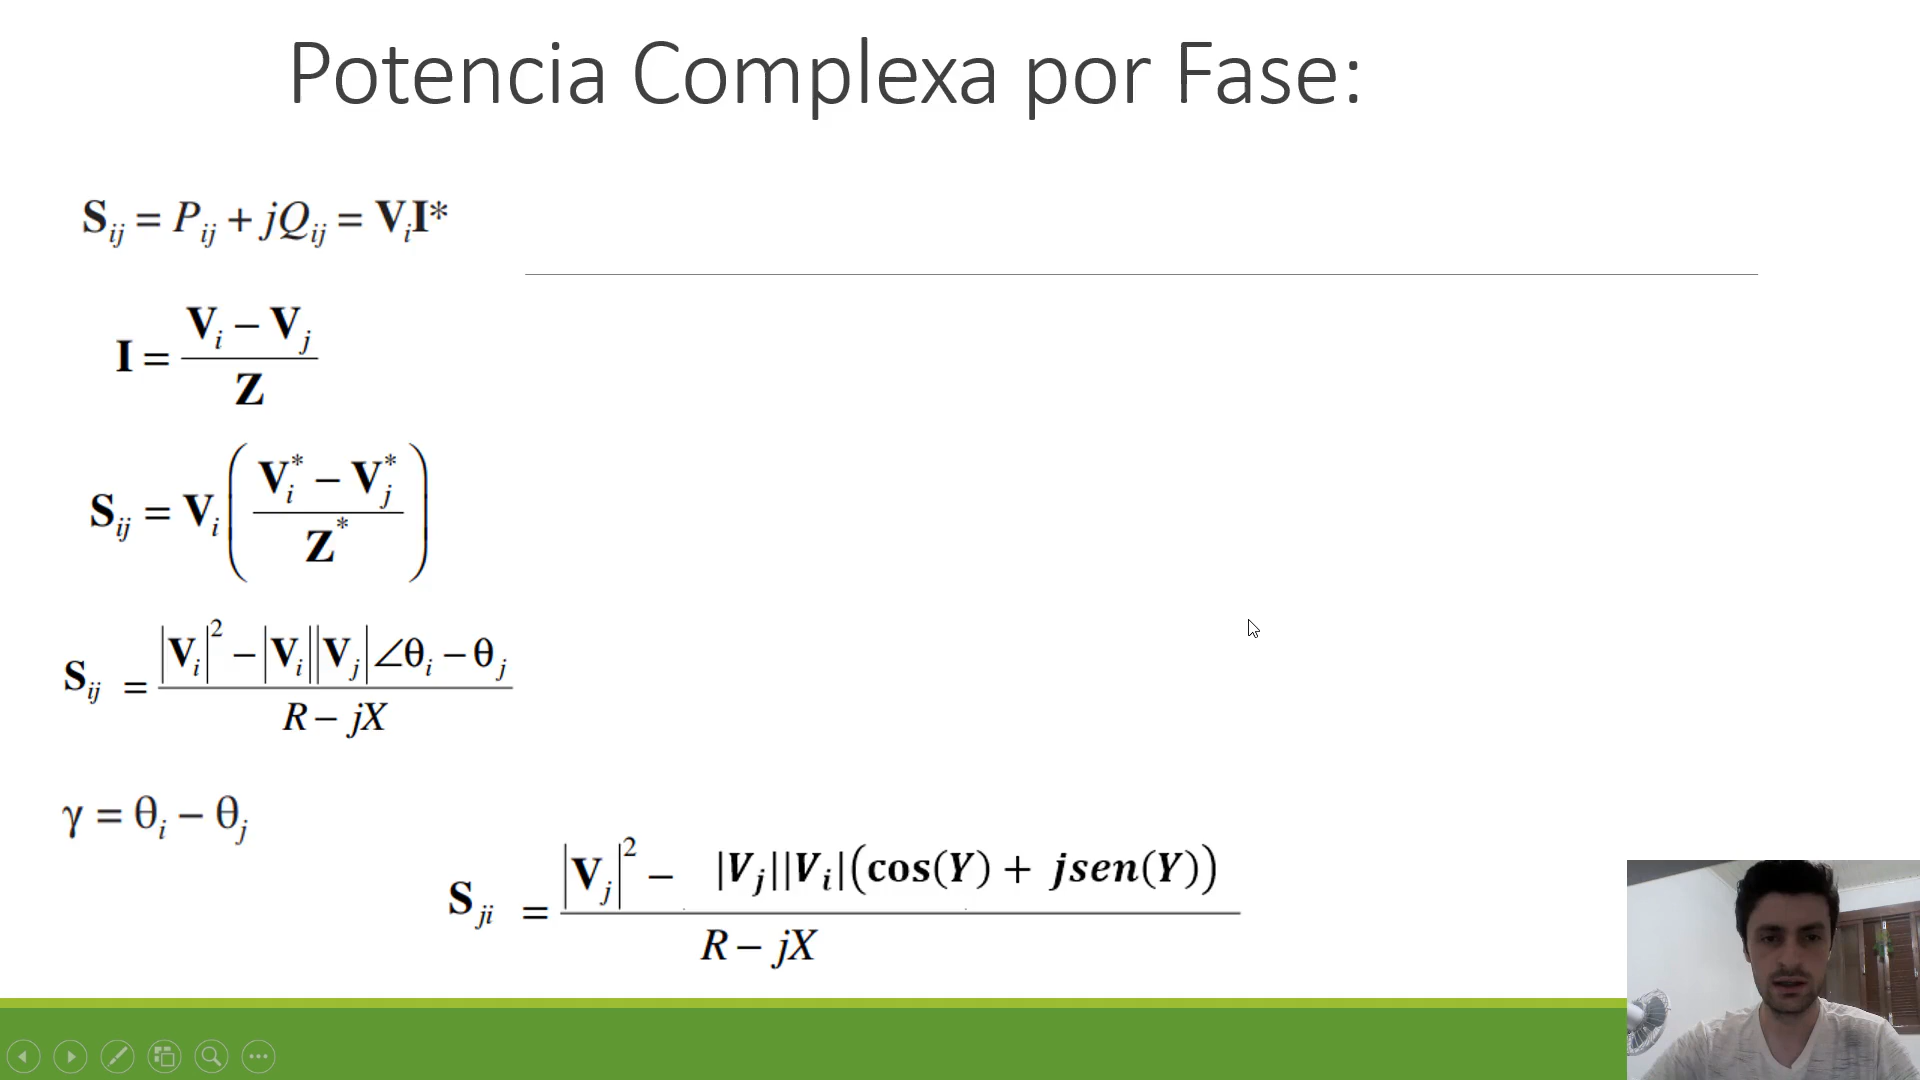 Potencia Complexa por Fase:
S_ij = P_ij + jQ_ij = V_i I*
I = (V_i − V_j) / Z
S_ij = V_i ( (V_i* − V_j*) / Z* )
S_ij = (|V_i|² − |V_i||V_j|∠θ_i − θ_j) / (R − jX)
γ = θ_i − θ_j
S_ji = (|V_j|² − |V_j||V_i|(cos(Y) + jsen(Y))) / (R − jX)